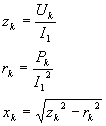 z_k = U_k / I_1
r_k = P_k / I_1^2
x_k = √(z_k^2 − r_k^2)